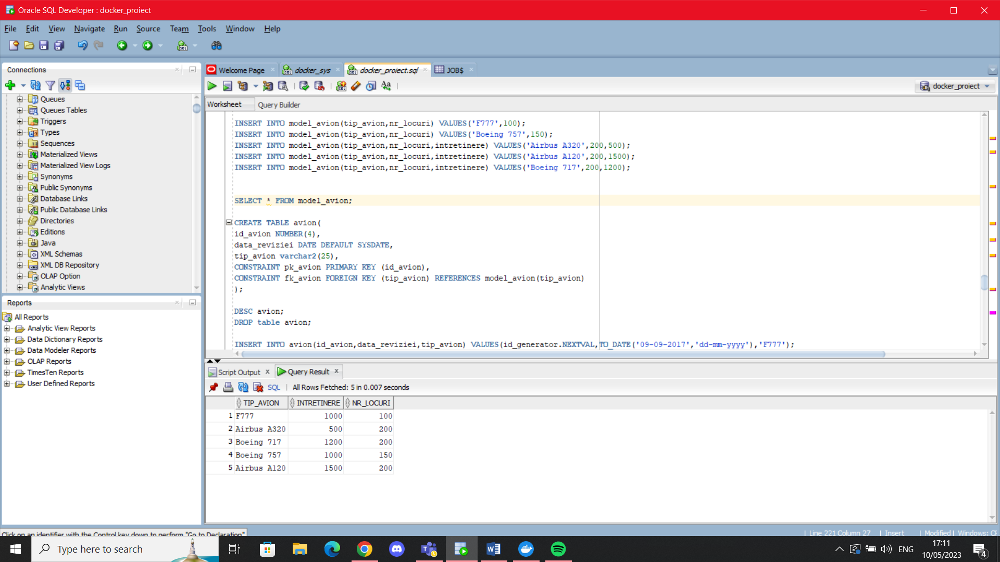 Oracle SQL Developer : docker_proiect
File Edit View Navigate Run Source Team Tools Window Help
Connections
Queues
Queues Tables
Triggers
Types
Sequences
Materialized Views
Materialized View Logs
Synonyms
Public Synonyms
Database Links
Public Database Links
Directories
Editions
Java
XML Schemas
XML DB Repository
OLAP Option
Analytic Views
Reports
All Reports
Analytic View Reports
Data Dictionary Reports
Data Modeler Reports
OLAP Reports
TimesTen Reports
User Defined Reports
Welcome Page docker_sys docker_proiect.sql JOB$
docker_proiect
Worksheet Query Builder
INSERT INTO model_avion(tip_avion,nr_locuri) VALUES('F777',100);
INSERT INTO model_avion(tip_avion,nr_locuri) VALUES('Boeing 757',150);
INSERT INTO model_avion(tip_avion,nr_locuri,intretinere) VALUES('Airbus A320',200,500);
INSERT INTO model_avion(tip_avion,nr_locuri,intretinere) VALUES('Airbus A120',200,1500);
INSERT INTO model_avion(tip_avion,nr_locuri,intretinere) VALUES('Boeing 717',200,1200);
SELECT * FROM model_avion;
CREATE TABLE avion(
id_avion NUMBER(4),
data_reviziei DATE DEFAULT SYSDATE,
tip_avion varchar2(25),
CONSTRAINT pk_avion PRIMARY KEY (id_avion),
CONSTRAINT fk_avion FOREIGN KEY (tip_avion) REFERENCES model_avion(tip_avion)
);
DESC avion;
DROP table avion;
INSERT INTO avion(id_avion,data_reviziei,tip_avion) VALUES(id_generator.NEXTVAL,TO_DATE('09-09-2017','dd-mm-yyyy'),'F777');
Script Output Query Result
SQL All Rows Fetched: 5 in 0.007 seconds
TIP_AVION INTRETINERE NR_LOCURI
1 F777 1000 100
2 Airbus A320 500 200
3 Boeing 717 1200 200
4 Boeing 757 1000 150
5 Airbus A120 1500 200
Click on an identifier with the Control key down to perform "Go to Declaration"
Line 221 Column 27 | Insert | Modified | Windows:
Type here to search
ENG
17:11
10/05/2023
4